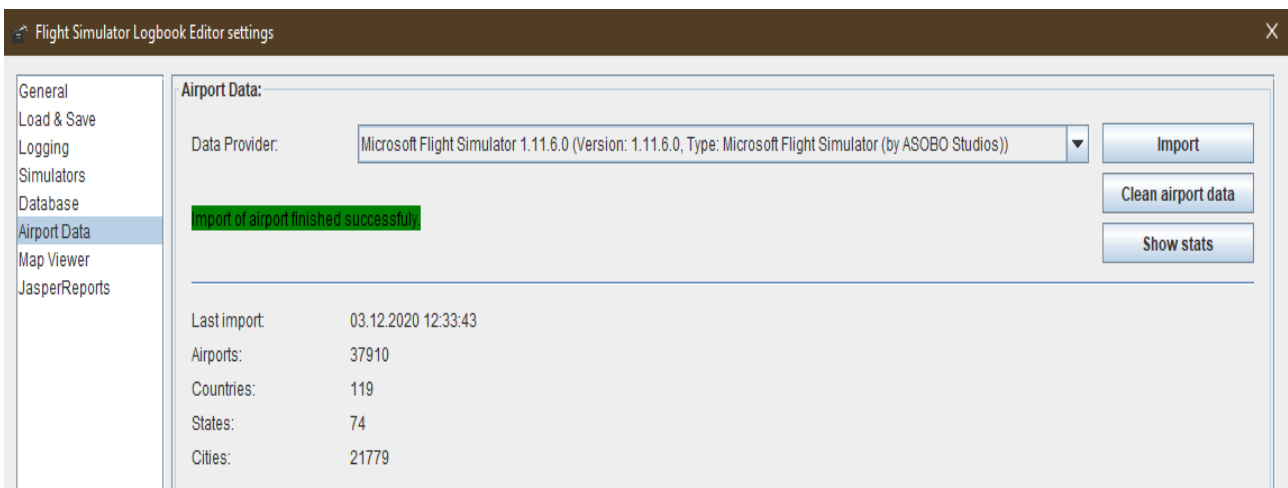 Flight Simulator Logbook Editor settings X
General
Load & Save
Logging
Simulators
Database
Airport Data
Map Viewer
JasperReports
Airport Data:
Data Provider: Microsoft Flight Simulator 1.11.6.0 (Version: 1.11.6.0, Type: Microsoft Flight Simulator (by ASOBO Studios)) Import
Clean airport data
Import of airport finished successfuly.
Show stats
Last import: 03.12.2020 12:33:43
Airports: 37910
Countries: 119
States: 74
Cities: 21779